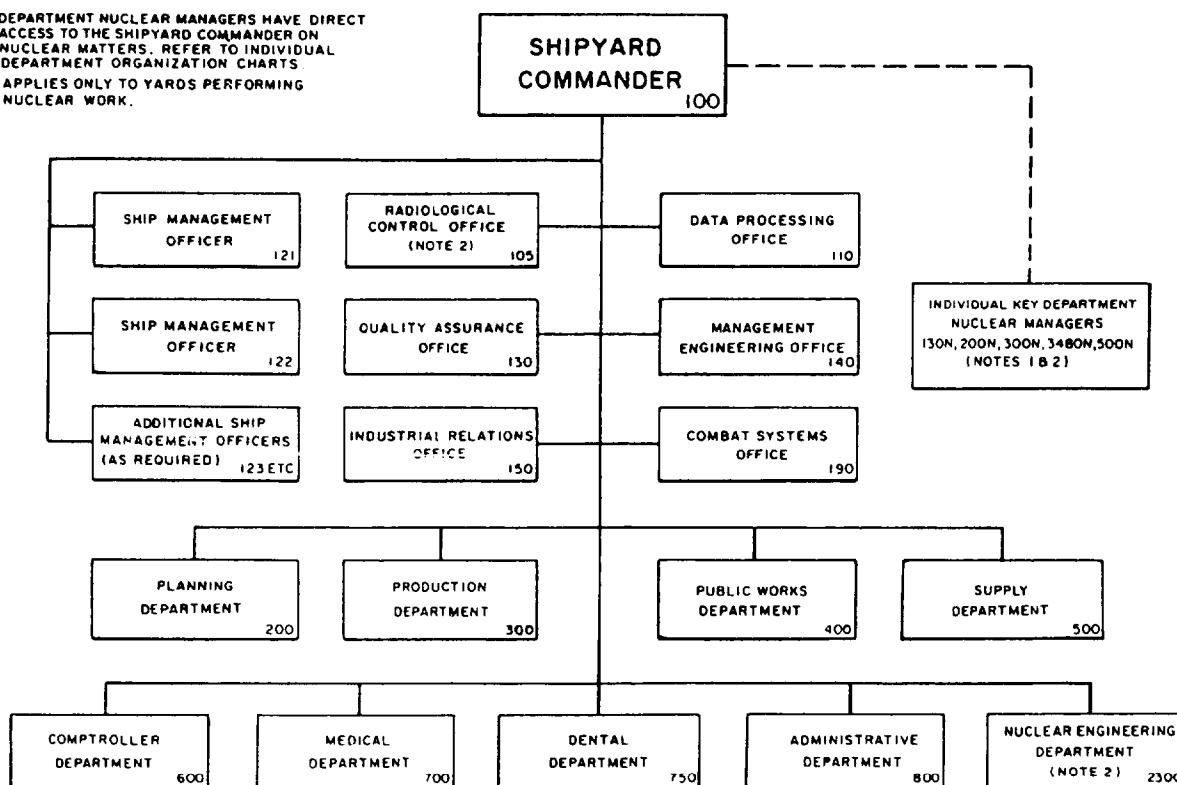 DEPARTMENT NUCLEAR MANAGERS HAVE DIRECT
ACCESS TO THE SHIPYARD COMMANDER ON
NUCLEAR MATTERS. REFER TO INDIVIDUAL
DEPARTMENT ORGANIZATION CHARTS.
APPLIES ONLY TO YARDS PERFORMING
NUCLEAR WORK.
SHIPYARD
COMMANDER
100
SHIP MANAGEMENT
OFFICER
121
RADIOLOGICAL
CONTROL OFFICE
(NOTE 2)
105
DATA PROCESSING
OFFICE
110
INDIVIDUAL KEY DEPARTMENT
NUCLEAR MANAGERS
130N, 200N, 300N, 3480N, 500N
(NOTES 1 & 2)
SHIP MANAGEMENT
OFFICER
122
QUALITY ASSURANCE
OFFICE
130
MANAGEMENT
ENGINEERING OFFICE
140
ADDITIONAL SHIP
MANAGEMENT OFFICERS
(AS REQUIRED)
123 ETC
INDUSTRIAL RELATIONS
OFFICE
150
COMBAT SYSTEMS
OFFICE
190
PLANNING
DEPARTMENT
200
PRODUCTION
DEPARTMENT
300
PUBLIC WORKS
DEPARTMENT
400
SUPPLY
DEPARTMENT
500
COMPTROLLER
DEPARTMENT
600
MEDICAL
DEPARTMENT
700
DENTAL
DEPARTMENT
750
ADMINISTRATIVE
DEPARTMENT
800
NUCLEAR ENGINEERING
DEPARTMENT
(NOTE 2)
2300